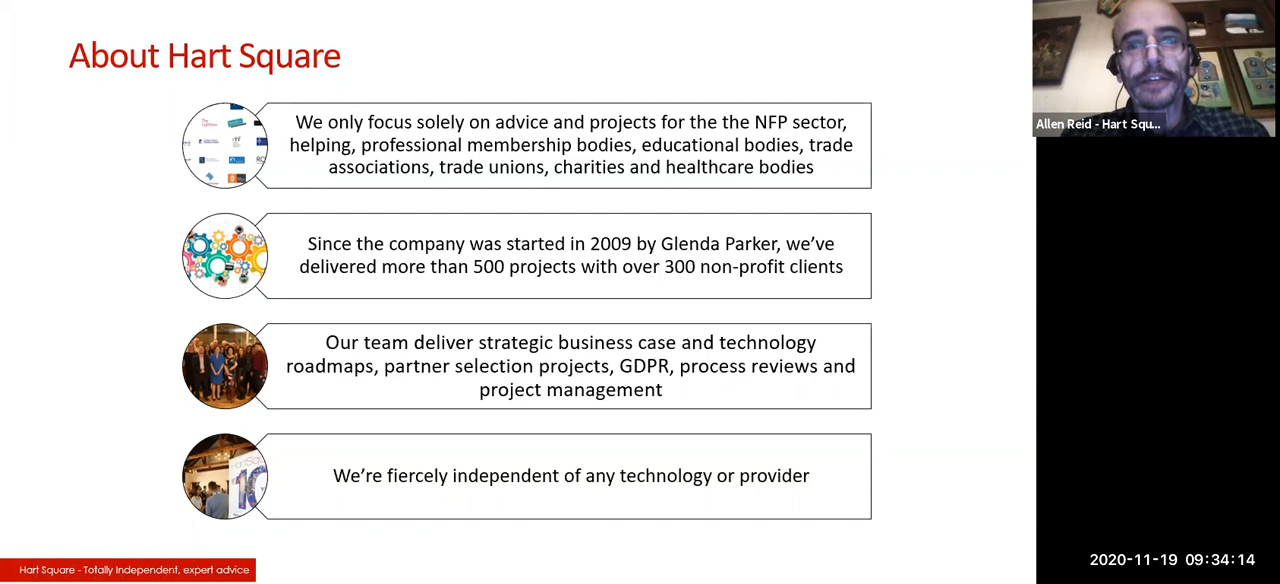 About Hart Square
We only focus solely on advice and projects for the the NFP sector,
helping, professional membership bodies, educational bodies, trade
associations, trade unions, charities and healthcare bodies
Since the company was started in 2009 by Glenda Parker, we’ve
delivered more than 500 projects with over 300 non-profit clients
Our team deliver strategic business case and technology
roadmaps, partner selection projects, GDPR, process reviews and
project management
We’re fiercely independent of any technology or provider
Hart Square - Totally Independent, expert advice
Allen Reid - Hart Squ...
2020-11-19 09:34:14